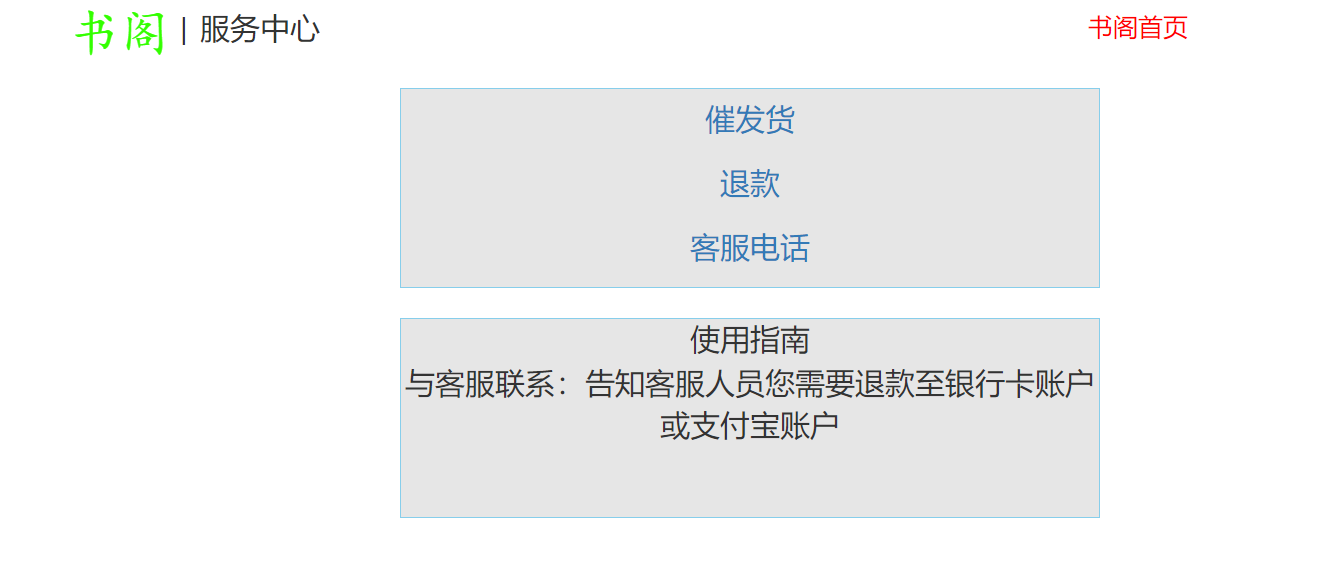 书阁 | 服务中心
书阁首页
催发货
退款
客服电话
使用指南
与客服联系：告知客服人员您需要退款至银行卡账户
或支付宝账户